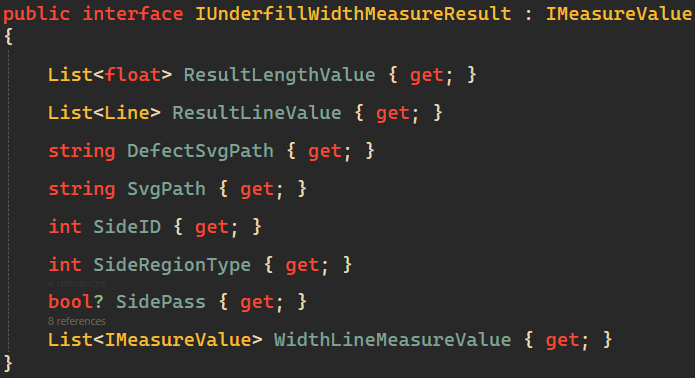 public interface IUnderfillWidthMeasureResult : IMeasureValue
{
List<float> ResultLengthValue { get; }
List<Line> ResultLineValue { get; }
string DefectSvgPath { get; }
string SvgPath { get; }
int SideID { get; }
int SideRegionType { get; }
4 references
bool? SidePass { get; }
8 references
List<IMeasureValue> WidthLineMeasureValue { get; }
}